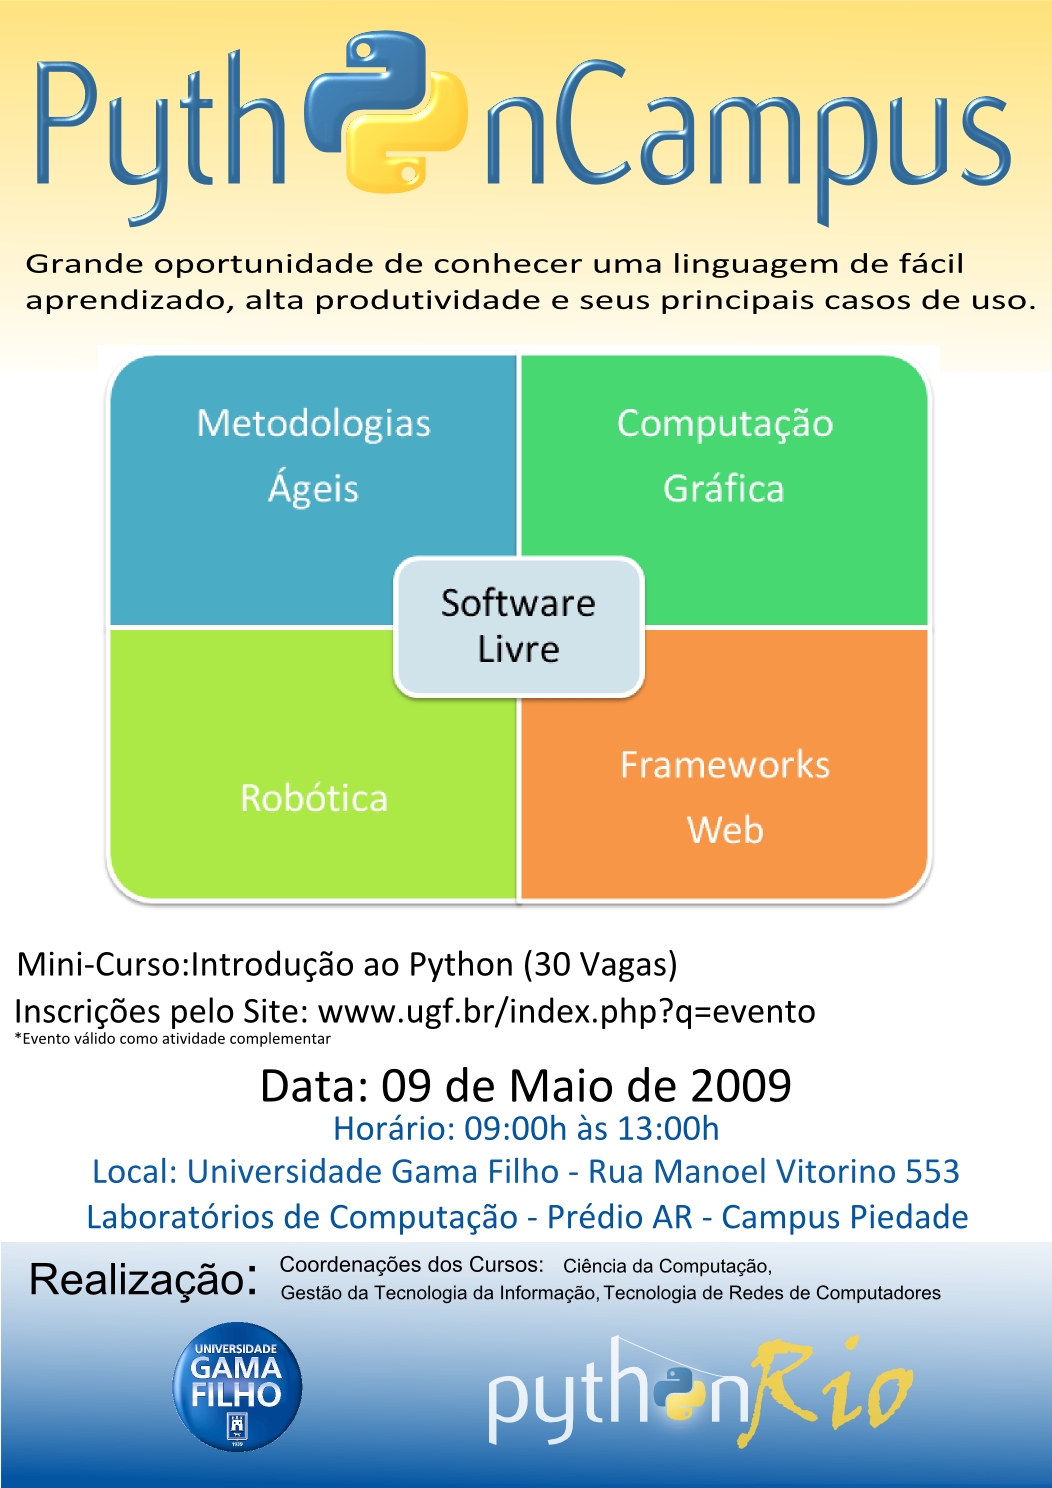 PythonCampus
Grande oportunidade de conhecer uma linguagem de fácil
aprendizado, alta produtividade e seus principais casos de uso.
Metodologias
Ágeis
Computação
Gráfica
Software
Livre
Robótica
Frameworks
Web
Mini-Curso:Introdução ao Python (30 Vagas)
Inscrições pelo Site: www.ugf.br/index.php?q=evento
*Evento válido como atividade complementar
Data: 09 de Maio de 2009
Horário: 09:00h às 13:00h
Local: Universidade Gama Filho - Rua Manoel Vitorino 553
Laboratórios de Computação - Prédio AR - Campus Piedade
Realização: Coordenações dos Cursos: Ciência da Computação,
Gestão da Tecnologia da Informação, Tecnologia de Redes de Computadores
UNIVERSIDADE
GAMA
FILHO
1939
pythonRio